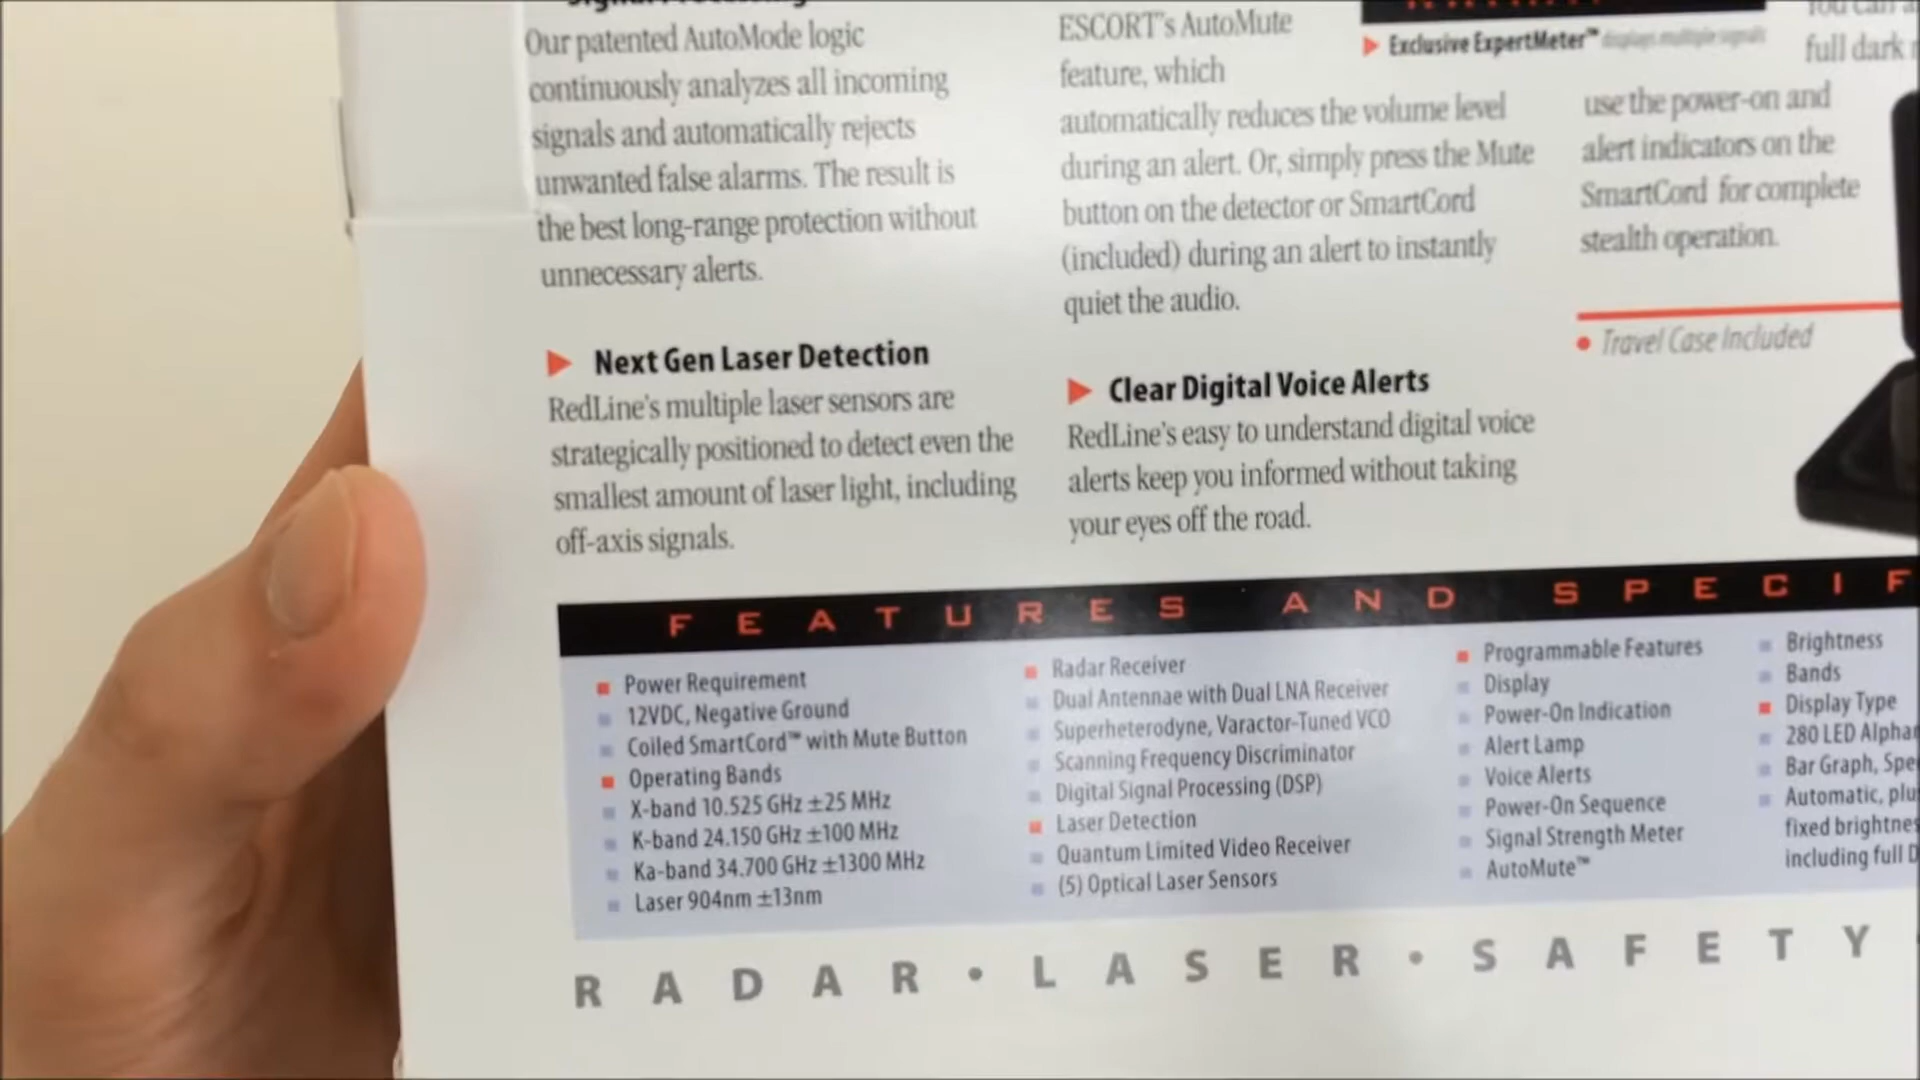 Signal Processing
Our patented AutoMode logic
continuously analyzes all incoming
signals and automatically rejects
unwanted false alarms. The result is
the best long-range protection without
unnecessary alerts.
Next Gen Laser Detection
RedLine's multiple laser sensors are
strategically positioned to detect even the
smallest amount of laser light, including
off-axis signals.
ESCORT's AutoMute
feature, which
automatically reduces the volume level
during an alert. Or, simply press the Mute
button on the detector or SmartCord
(included) during an alert to instantly
quiet the audio.
Clear Digital Voice Alerts
RedLine's easy to understand digital voice
alerts keep you informed without taking
your eyes off the road.
Exclusive ExpertMeter™ displays multiple signals
You can a
full dark
use the power-on and
alert indicators on the
SmartCord for complete
stealth operation.
Travel Case Included
FEATURES AND SPECIF
Power Requirement
12VDC, Negative Ground
Coiled SmartCord™ with Mute Button
Operating Bands
X-band 10.525 GHz ±25 MHz
K-band 24.150 GHz ±100 MHz
Ka-band 34.700 GHz ±1300 MHz
Laser 904nm ±13nm
Radar Receiver
Dual Antennae with Dual LNA Receiver
Superheterodyne, Varactor-Tuned VCO
Scanning Frequency Discriminator
Digital Signal Processing (DSP)
Laser Detection
Quantum Limited Video Receiver
(5) Optical Laser Sensors
Programmable Features
Display
Power-On Indication
Alert Lamp
Voice Alerts
Power-On Sequence
Signal Strength Meter
AutoMute™
Brightness
Bands
Display Type
280 LED Alphan
Bar Graph, Spe
Automatic, plu
fixed brightnes
including full D
RADAR • LASER • SAFETY